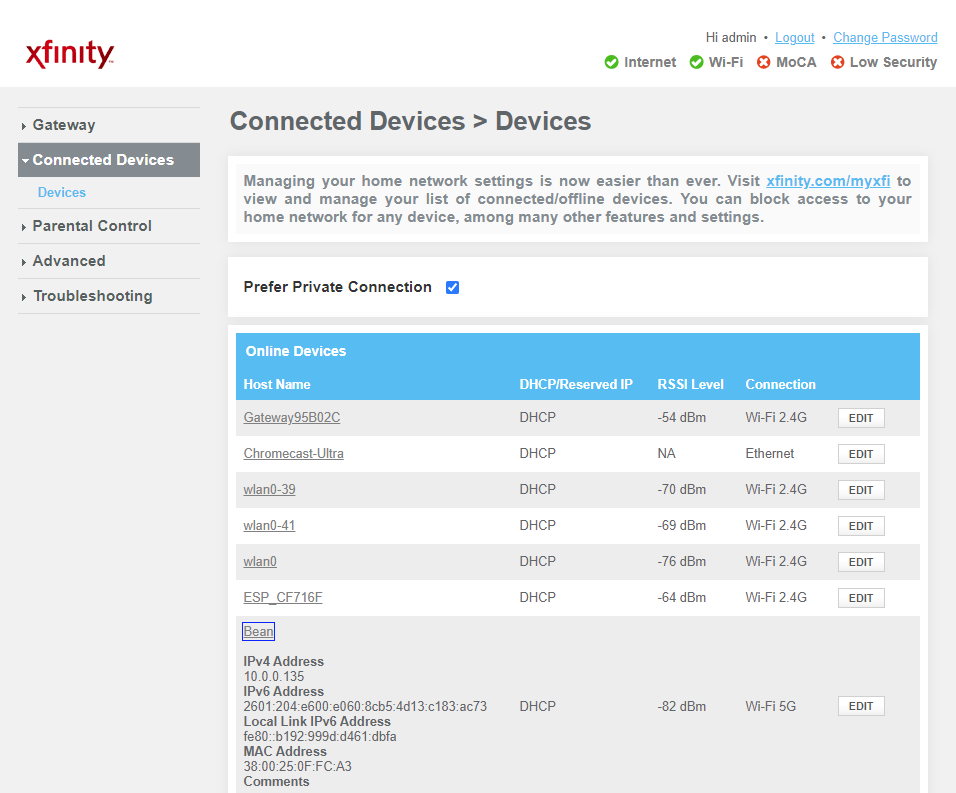 xfinity
Hi admin • Logout • Change Password
Internet Wi-Fi MoCA Low Security
Gateway
Connected Devices
Devices
Parental Control
Advanced
Troubleshooting
Connected Devices > Devices
Managing your home network settings is now easier than ever. Visit xfinity.com/myxfi to
view and manage your list of connected/offline devices. You can block access to your
home network for any device, among many other features and settings.
Prefer Private Connection
Online Devices
Host Name DHCP/Reserved IP RSSI Level Connection
Gateway95B02C DHCP -54 dBm Wi-Fi 2.4G EDIT
Chromecast-Ultra DHCP NA Ethernet EDIT
wlan0-39 DHCP -70 dBm Wi-Fi 2.4G EDIT
wlan0-41 DHCP -69 dBm Wi-Fi 2.4G EDIT
wlan0 DHCP -76 dBm Wi-Fi 2.4G EDIT
ESP_CF716F DHCP -64 dBm Wi-Fi 2.4G EDIT
Bean
IPv4 Address
10.0.0.135
IPv6 Address
2601:204:e600:e060:8cb5:4d13:c183:ac73 DHCP -82 dBm Wi-Fi 5G EDIT
Local Link IPv6 Address
fe80::b192:999d:d461:dbfa
MAC Address
38:00:25:0F:FC:A3
Comments